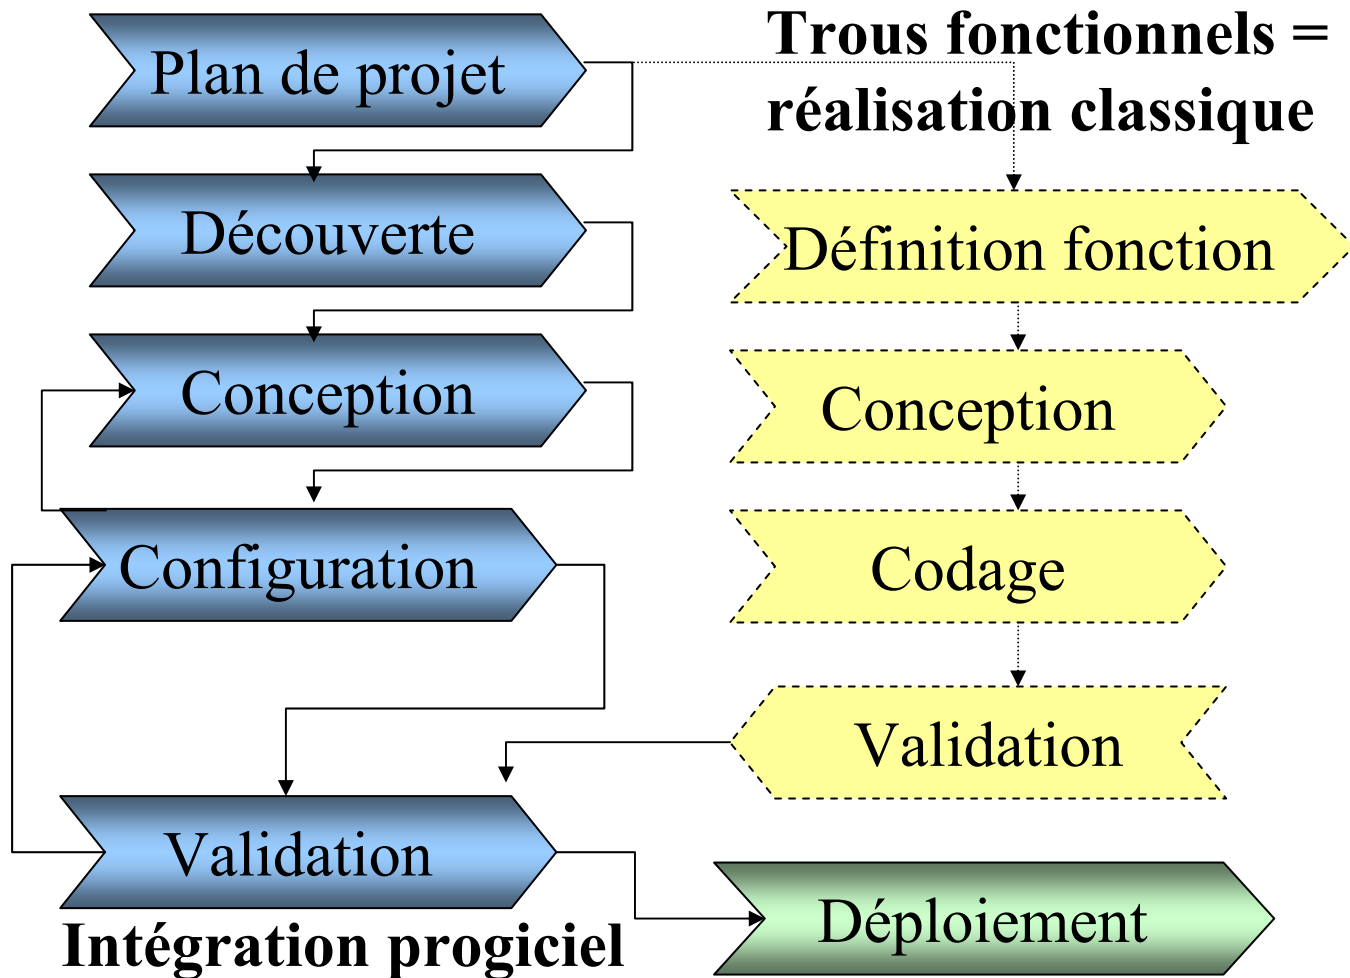 Trous fonctionnels =
réalisation classique
Plan de projet
Découverte
Conception
Configuration
Validation
Intégration progiciel
Définition fonction
Conception
Codage
Validation
Déploiement